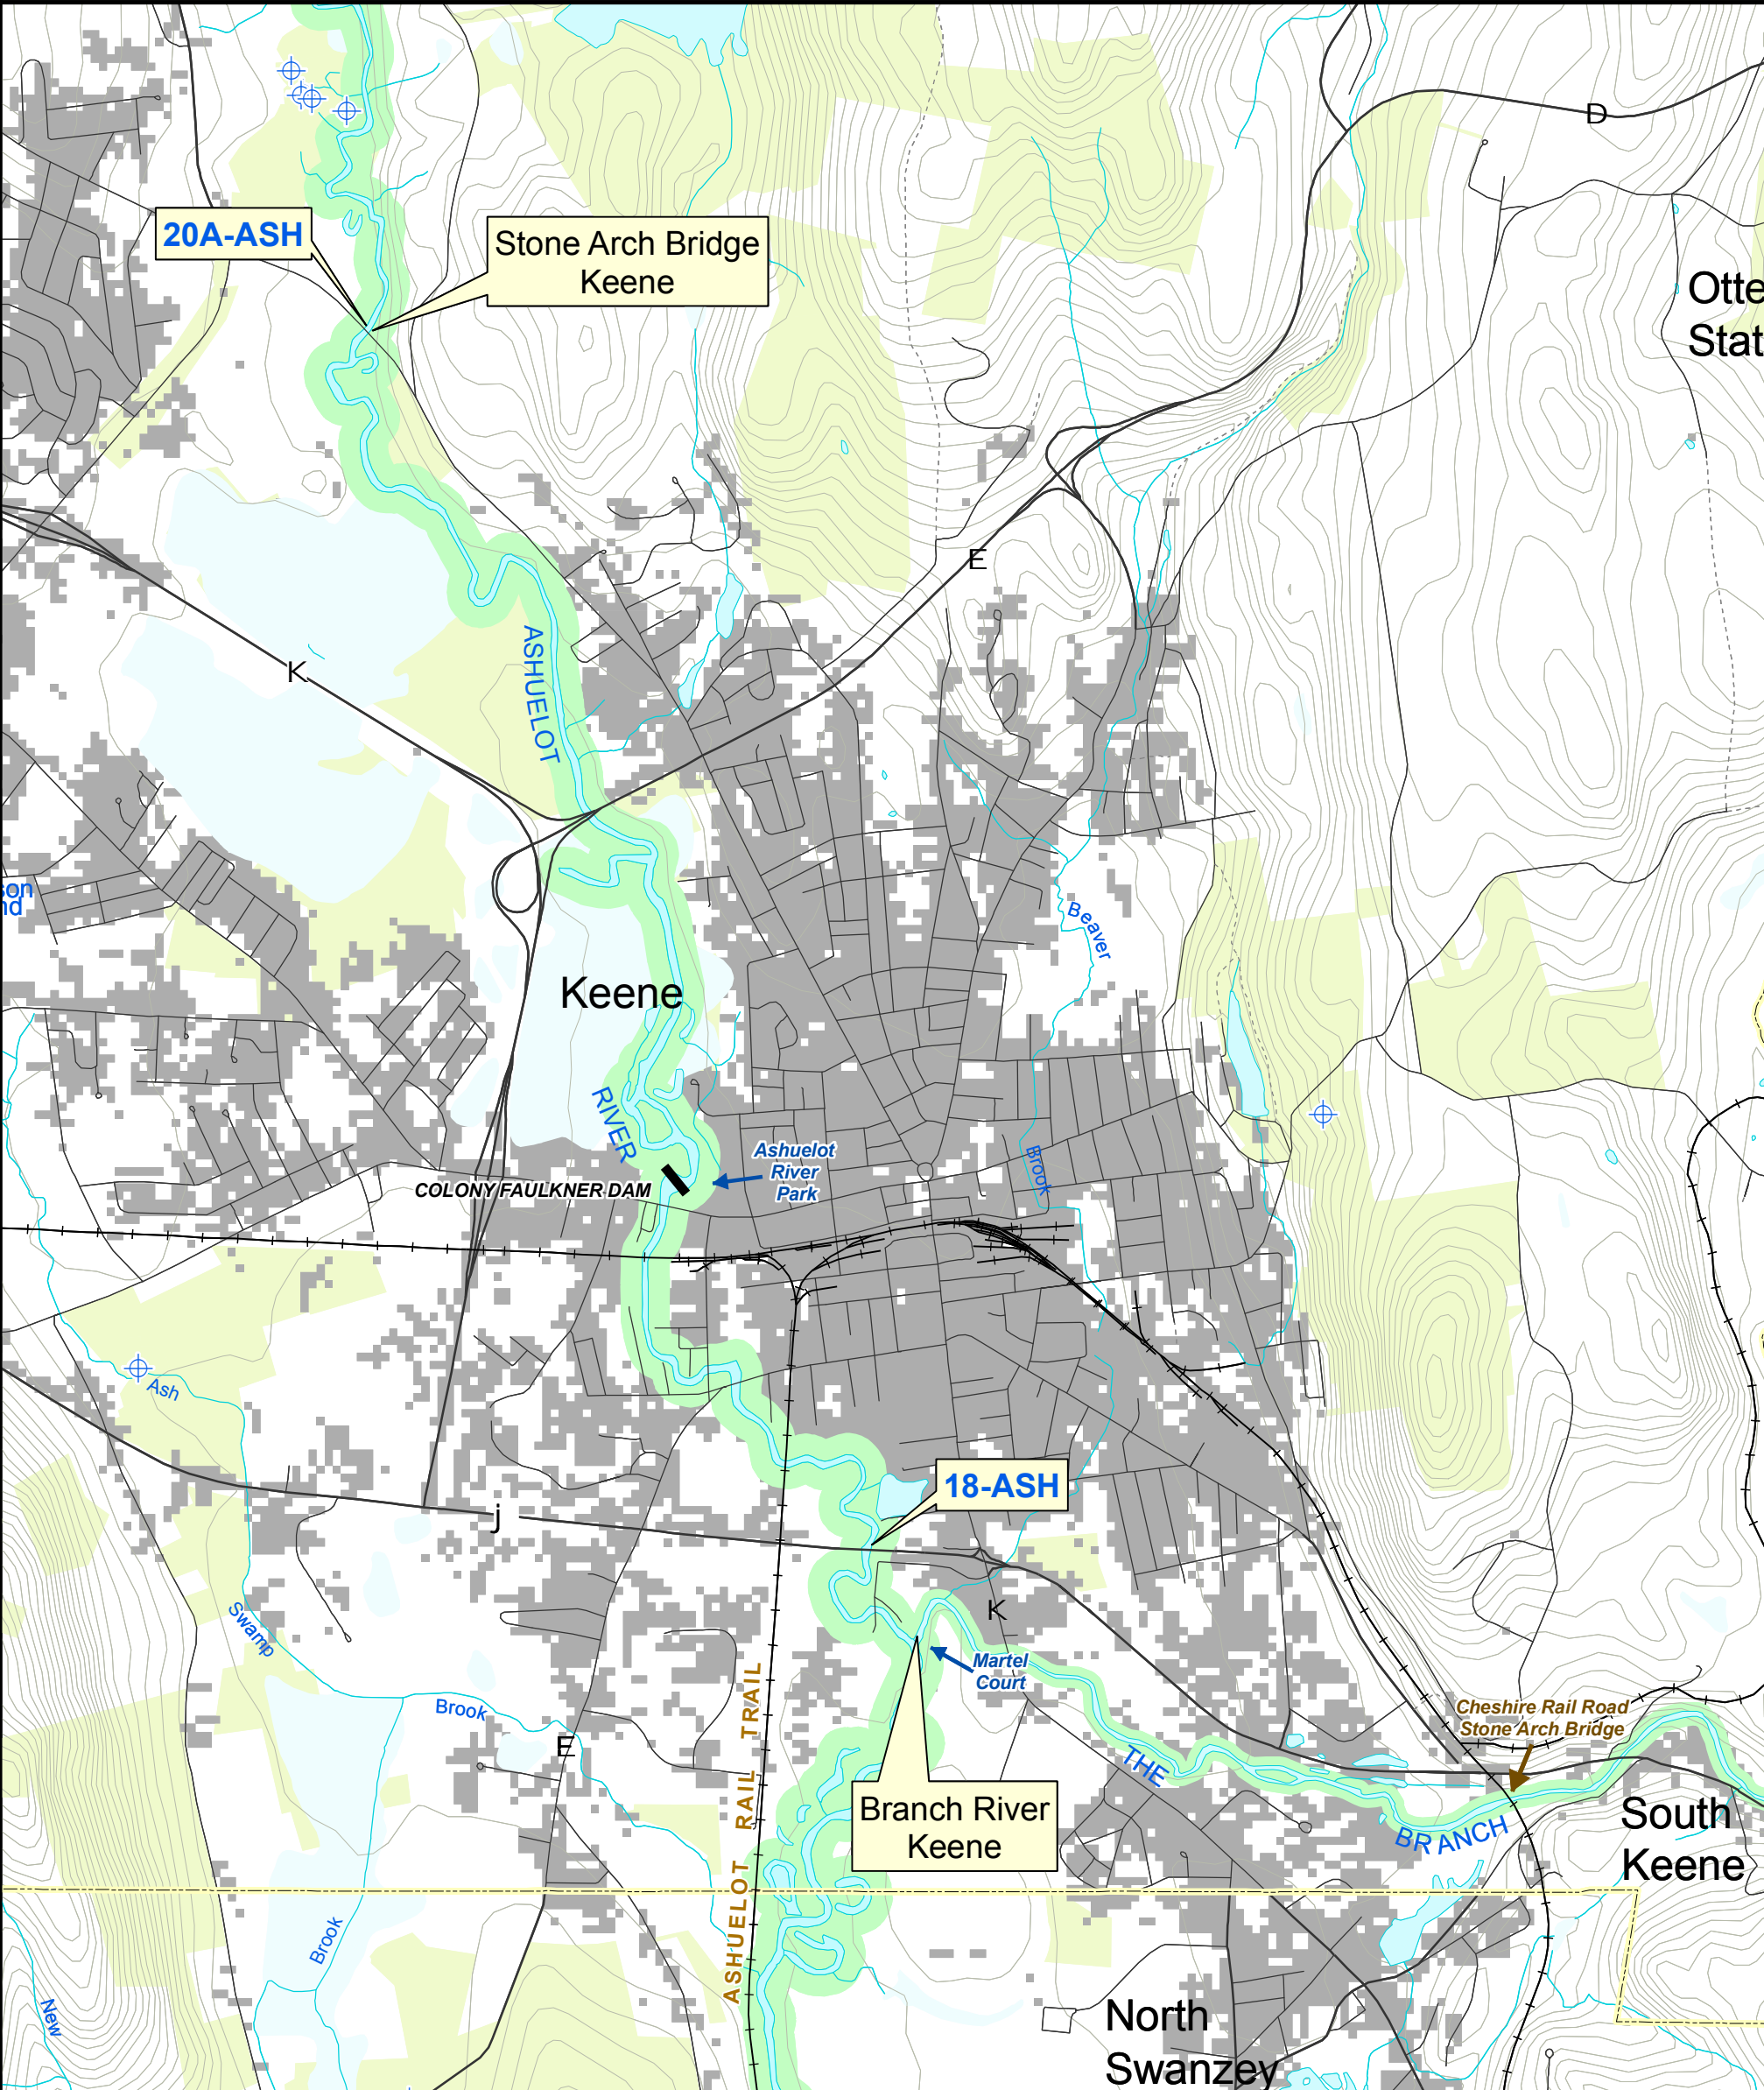 D
20A-ASH
Stone Arch Bridge
Keene
Otte
Stat
E
ASHUELOT
K
son
nd
Beaver
Keene
RIVER
Ashuelot
River
Park
Brook
COLONY FAULKNER DAM
Ash
18-ASH
j
Swamp
K
Martel
Court
Brook
E
Cheshire Rail Road
Stone Arch Bridge
THE
BRANCH
Branch River
Keene
South
Keene
ASHUELOT RAIL TRAIL
Brook
New
North
Swanzey